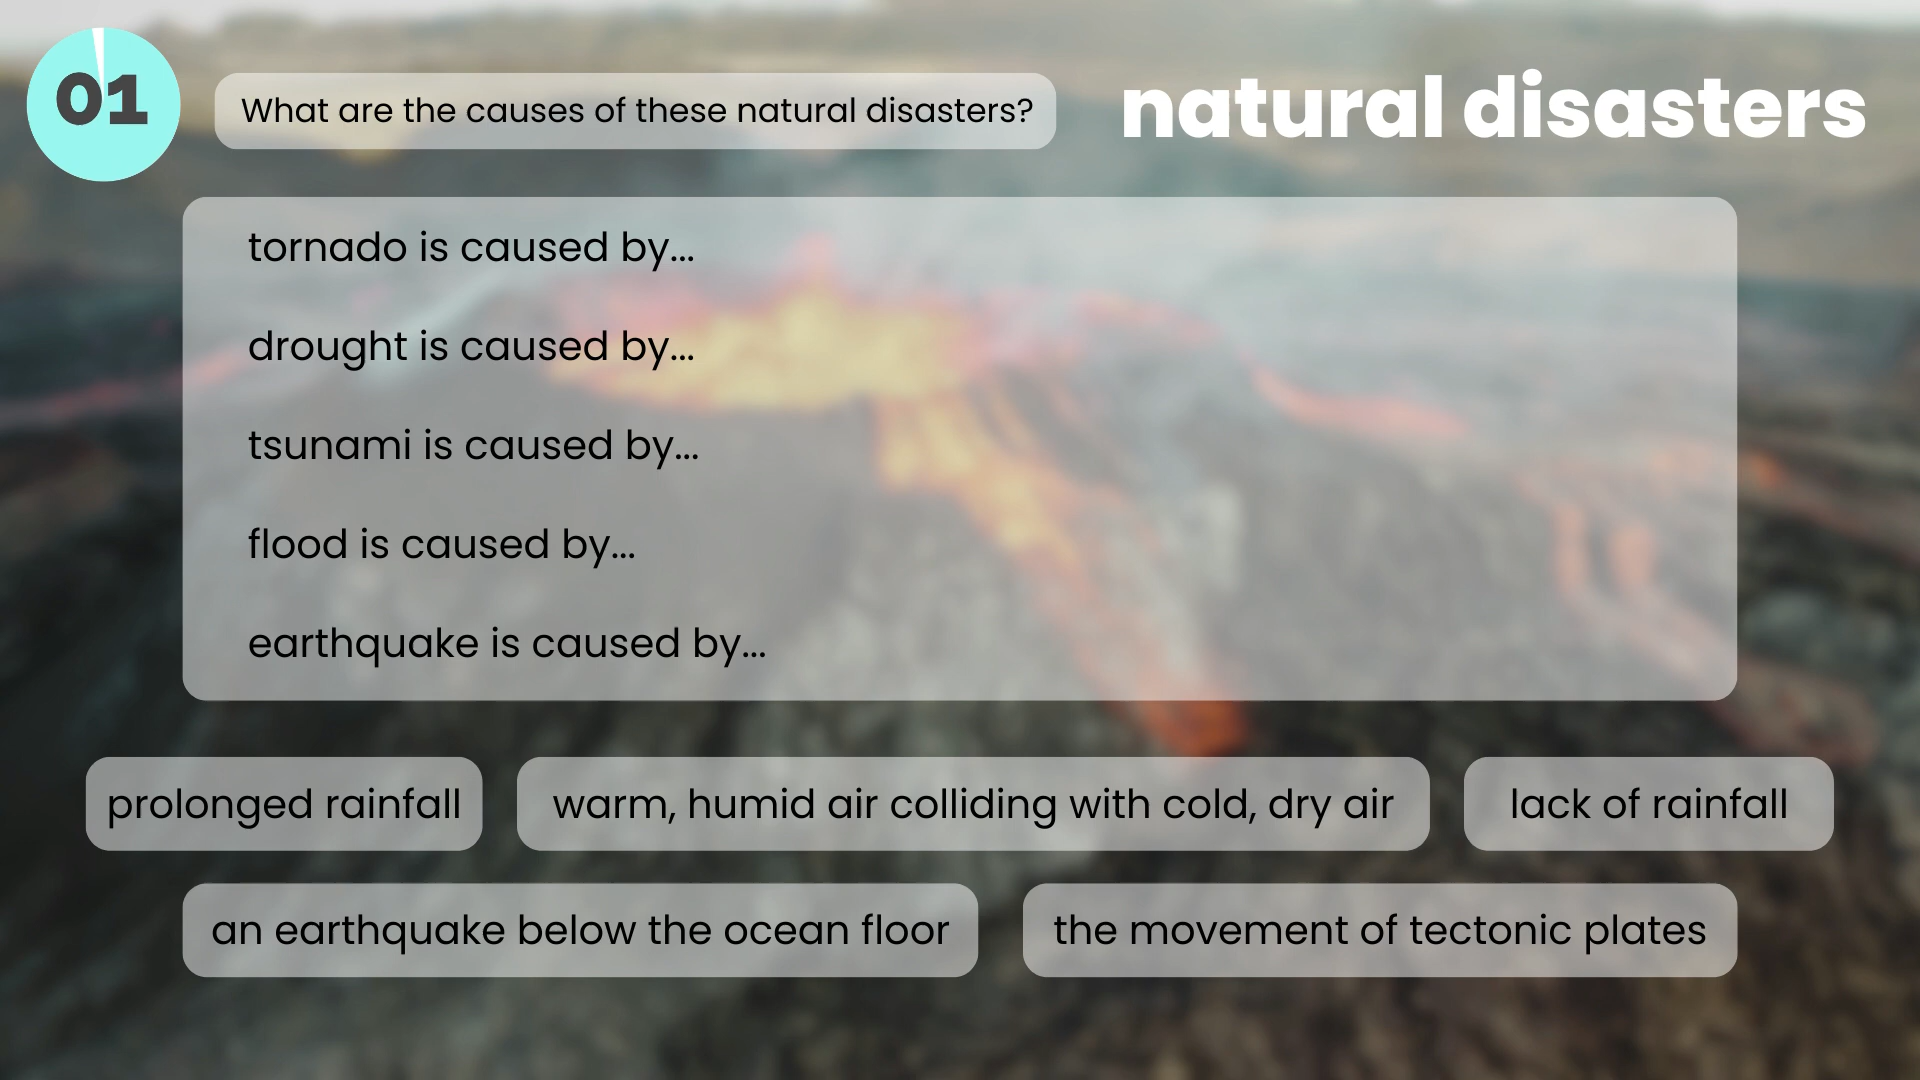 01
What are the causes of these natural disasters?
natural disasters
tornado is caused by...
drought is caused by...
tsunami is caused by...
flood is caused by...
earthquake is caused by...
prolonged rainfall
warm, humid air colliding with cold, dry air
lack of rainfall
an earthquake below the ocean floor
the movement of tectonic plates